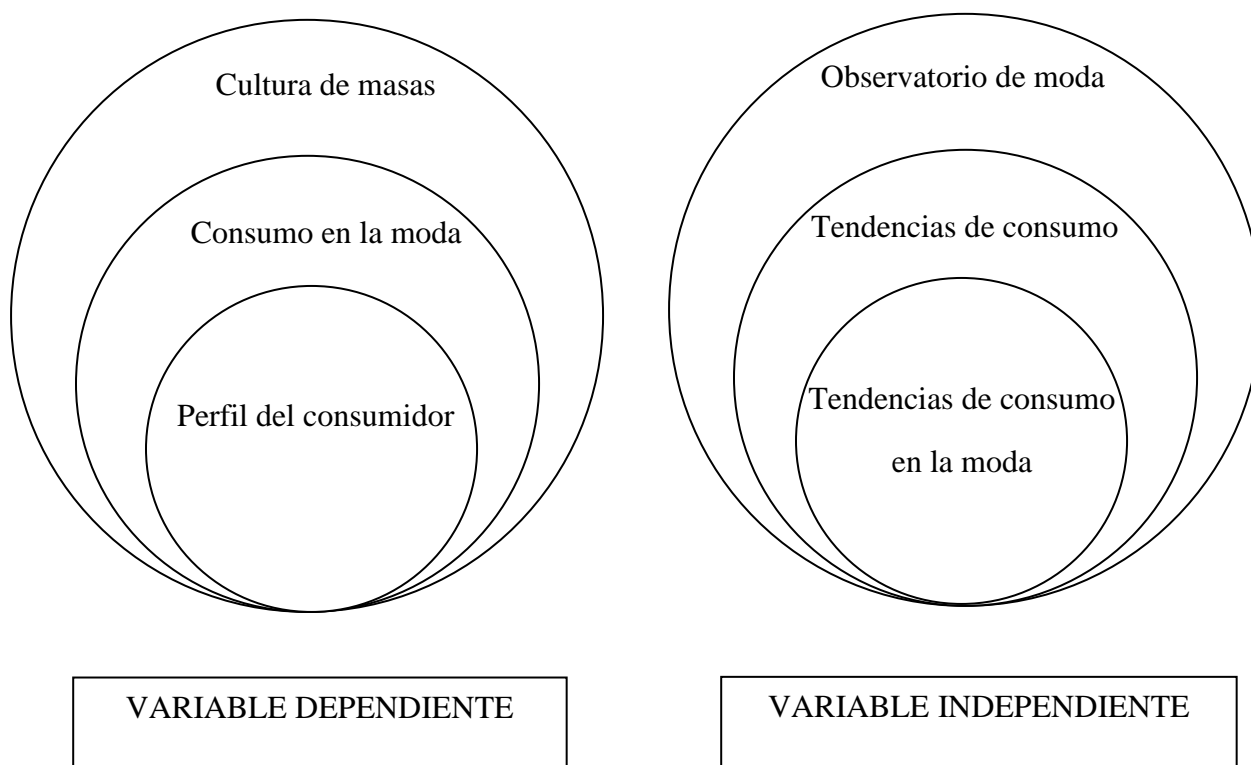 Cultura de masas
Consumo en la moda
Perfil del consumidor
VARIABLE DEPENDIENTE
Observatorio de moda
Tendencias de consumo
Tendencias de consumo
en la moda
VARIABLE INDEPENDIENTE